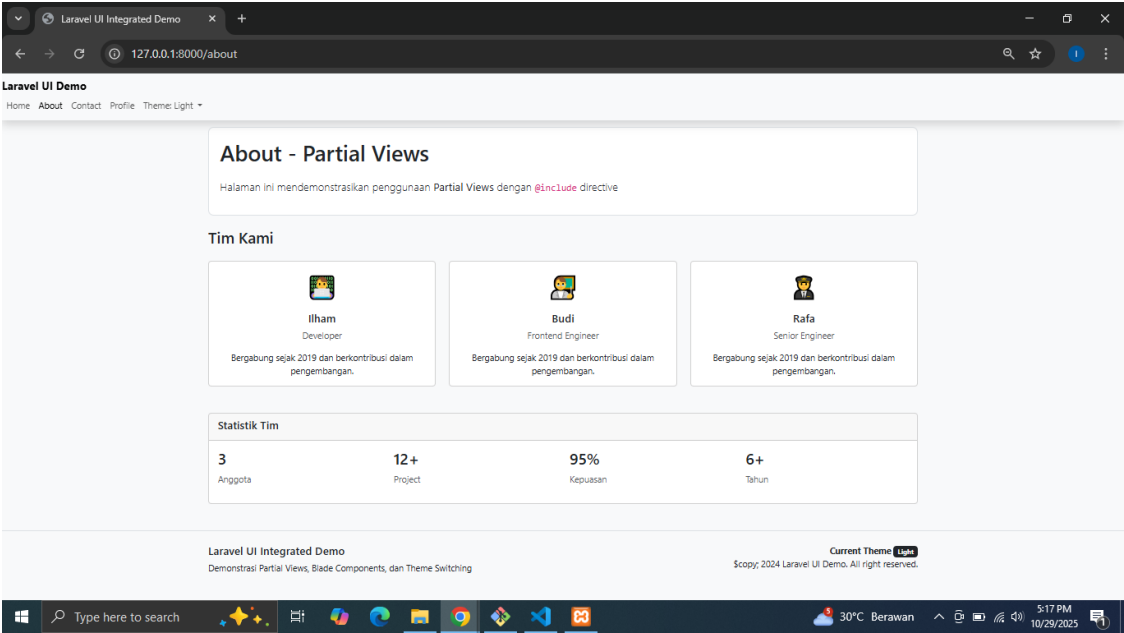 Laravel UI Integrated Demo
127.0.0.1:8000/about
I
Laravel UI Demo
Home About Contact Profile Theme: Light
About - Partial Views
Halaman ini mendemonstrasikan penggunaan Partial Views dengan @include directive
Tim Kami
Ilham
Developer
Bergabung sejak 2019 dan berkontribusi dalam
pengembangan.
Budi
Frontend Engineer
Bergabung sejak 2019 dan berkontribusi dalam
pengembangan.
Rafa
Senior Engineer
Bergabung sejak 2019 dan berkontribusi dalam
pengembangan.
Statistik Tim
3 12+ 95% 6+
Anggota Project Kepuasan Tahun
Laravel UI Integrated Demo
Demonstrasi Partial Views, Blade Components, dan Theme Switching
Current Theme Light
$copy; 2024 Laravel UI Demo. All right reserved.
Type here to search
5
30°C Berawan
5:17 PM
10/29/2025
1